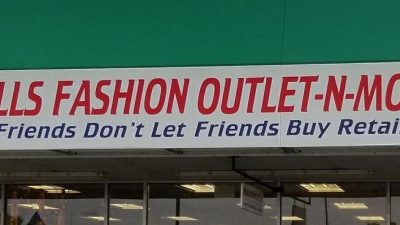 LLS FASHION OUTLET-N-MO
Friends Don't Let Friends Buy Retai